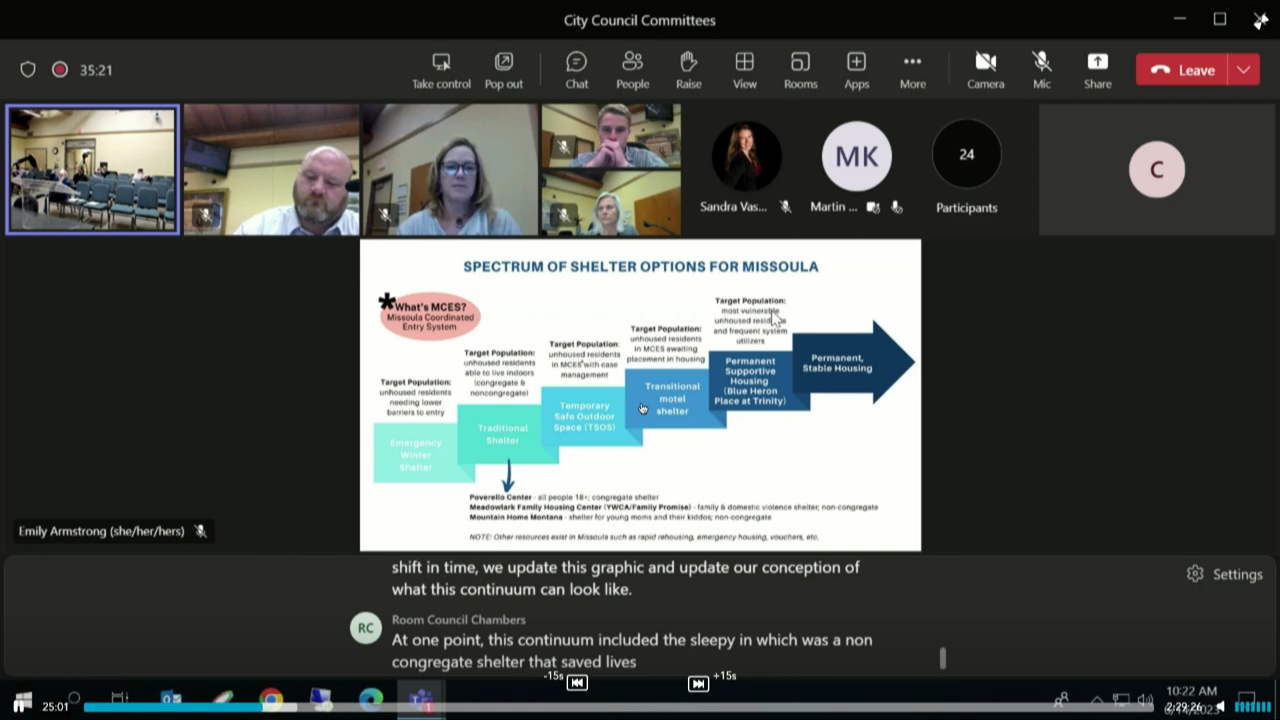 City Council Committees
35:21
Take control
Pop out
Chat
People
Raise
View
Rooms
Apps
More
Camera
Mic
Share
Leave
MK
24
C
Sandra Vas...
Martin ...
Participants
SPECTRUM OF SHELTER OPTIONS FOR MISSOULA
*What's MCES?
Missoula Coordinated
Entry System
Target Population:
unhoused residents
needing lower
barriers to entry
Emergency
Winter
Shelter
Target Population:
unhoused residents
able to live indoors
(congregate &
noncongregate)
Traditional
Shelter
Target Population:
unhoused residents
in MCES*with case
management
Temporary
Safe Outdoor
Space (TSOS)
Target Population:
unhoused residents
in MCES awaiting
placement in housing
Transitional
motel
shelter
Target Population:
most vulnerable
unhoused residents
and frequent system
utilizers
Permanent
Supportive
Housing
(Blue Heron
Place at Trinity)
Permanent,
Stable Housing
Poverello Center - all people 18+; congregate shelter
Meadowlark Family Housing Center (YWCA/Family Promise) - family & domestic violence shelter; non-congregate
Mountain Home Montana - shelter for young moms and their kiddos; non-congregate
NOTE: Other resources exist in Missoula such as rapid rehousing, emergency housing, vouchers, etc.
Emily Armstrong (she/her/hers)
shift in time, we update this graphic and update our conception of
what this continuum can look like.
Settings
RC
Room Council Chambers
At one point, this continuum included the sleepy in which was a non
congregate shelter that saved lives
-15s
+15s
25:01
10:22 AM
2:29:26